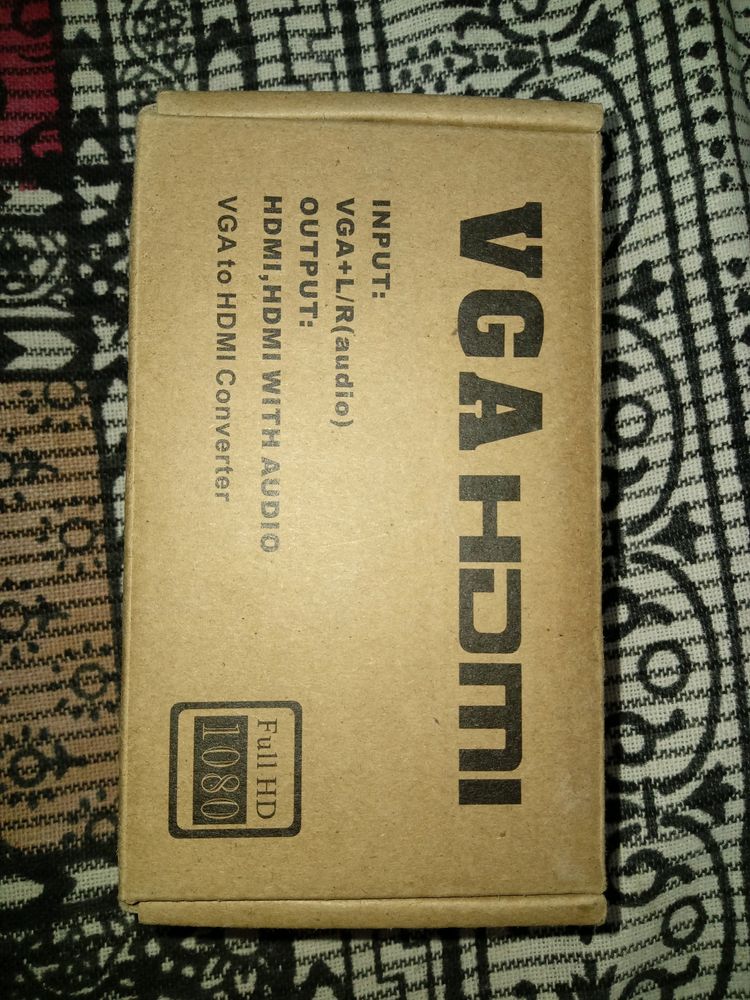 VGA HDMI
INPUT:
VGA+L/R(audio)
OUTPUT:
HDMI,HDMI WITH AUDIO
VGA to HDMI Converter
Full HD
1080